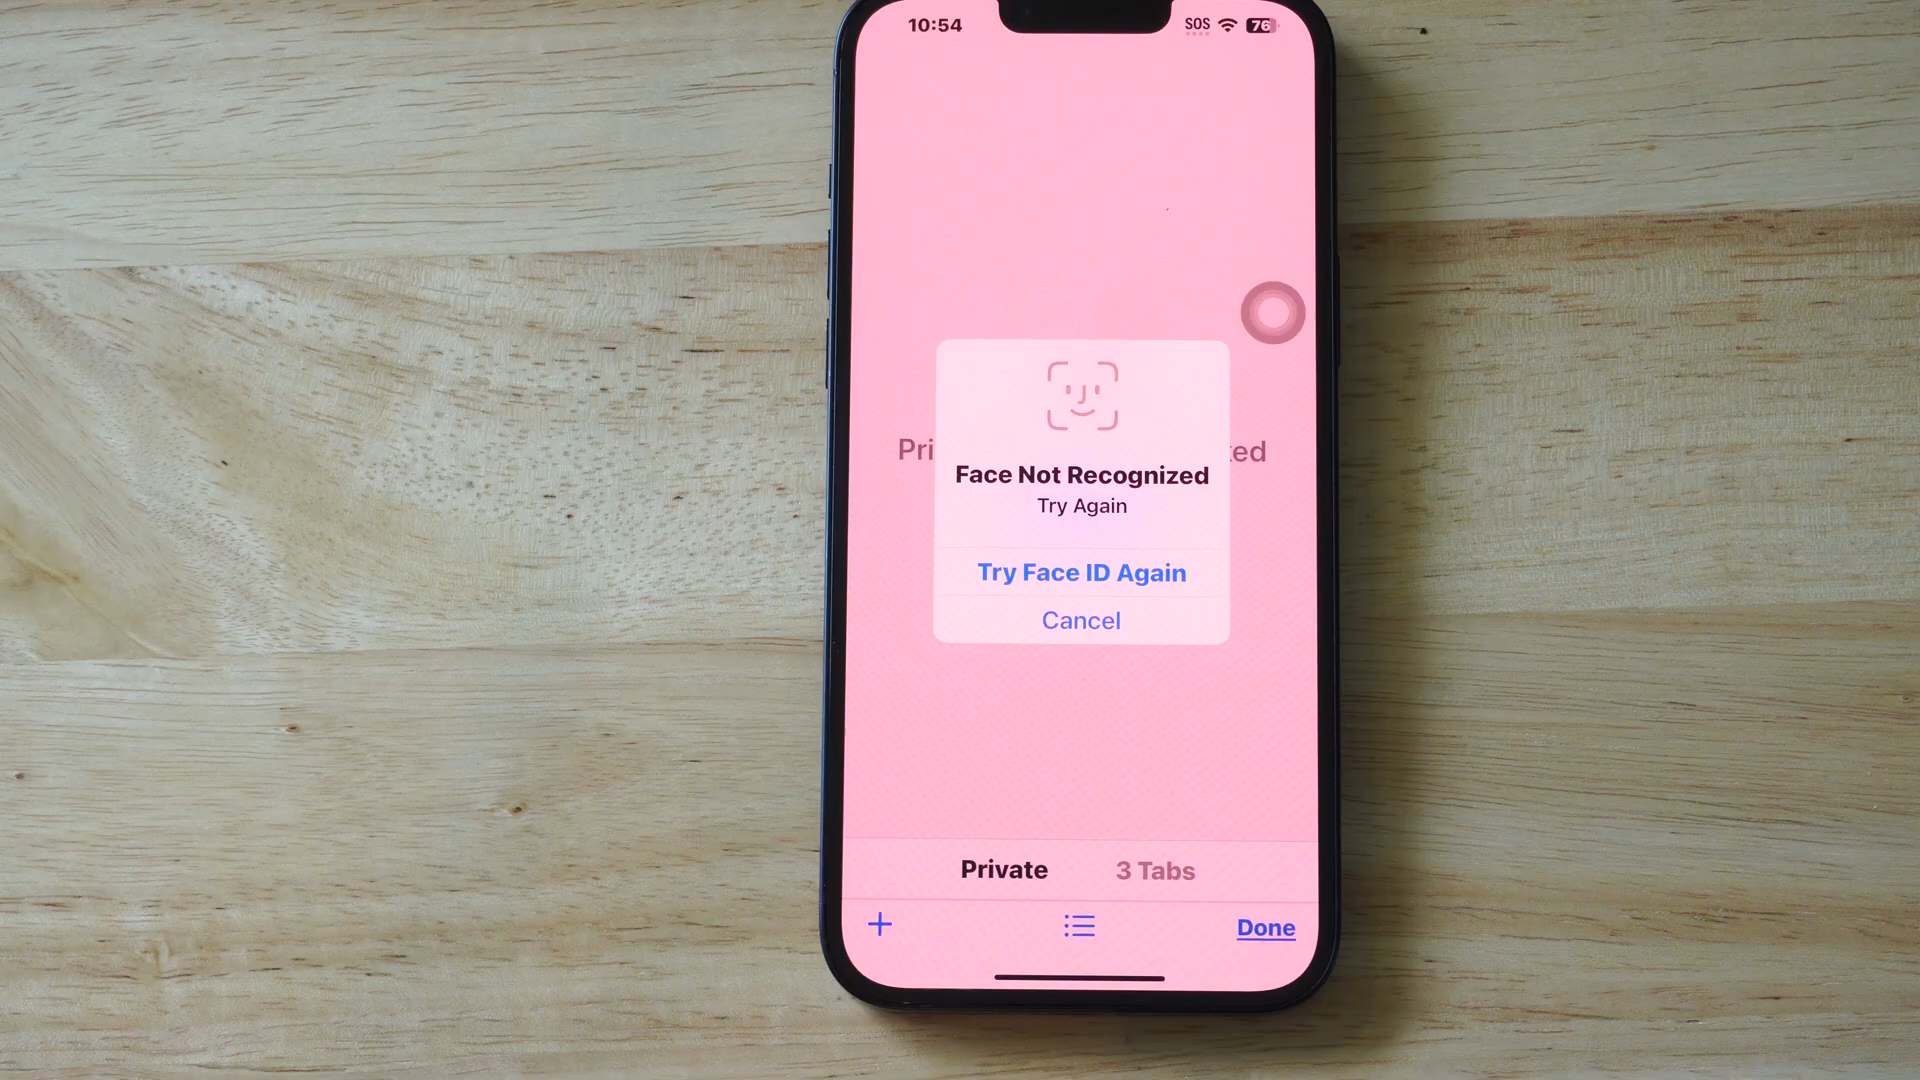 10:54 SOS 76
Face Not Recognized
Try Again
Try Face ID Again
Cancel
Private 3 Tabs
Done